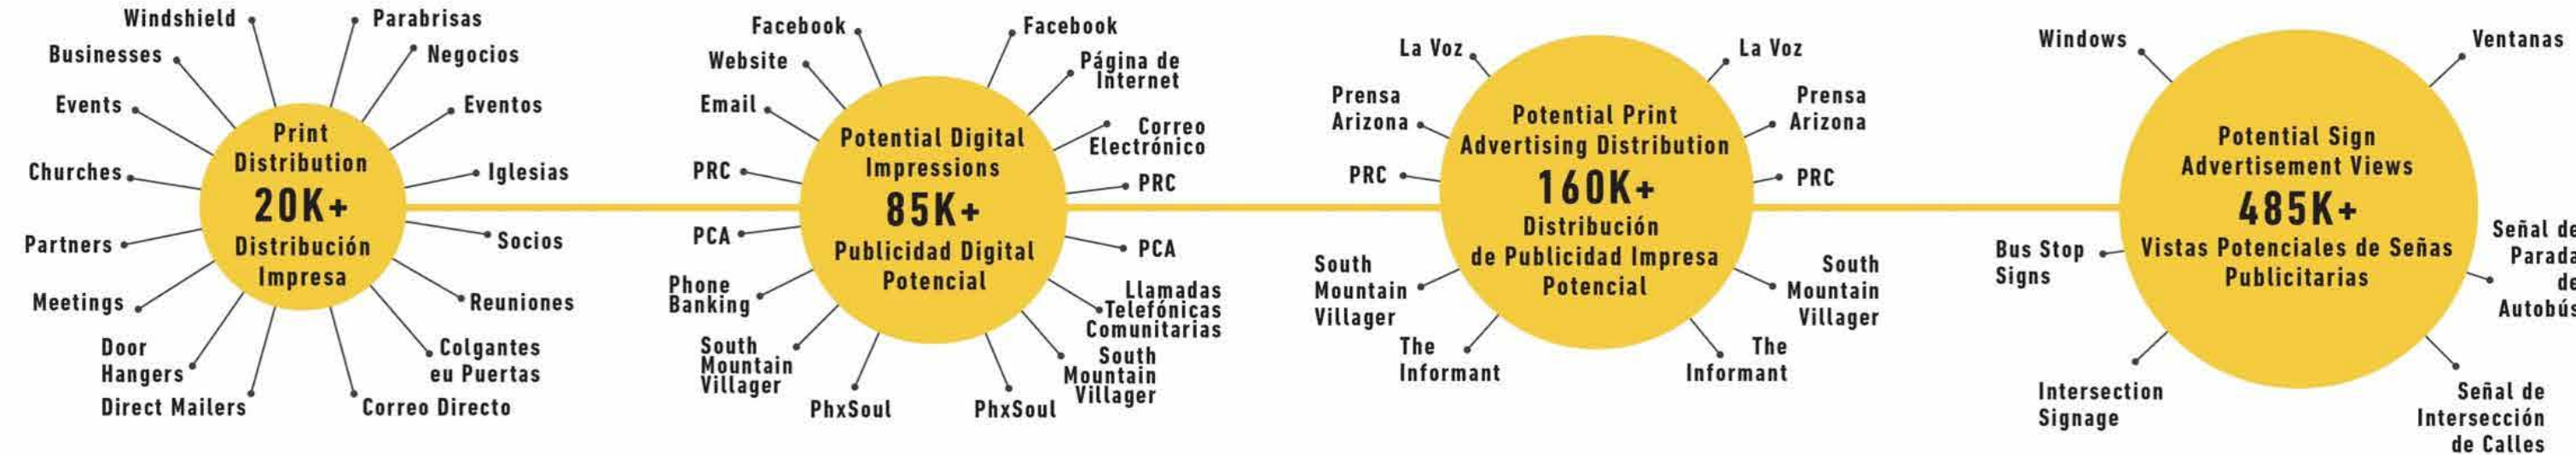 Windshield
Businesses
Events
Churches
Partners
Meetings
Door
Hangers
Direct Mailers
Print
Distribution
20K+
Distribución
Impresa
Parabrisas
Negocios
Eventos
Iglesias
Socios
Reuniones
Colgantes
eu Puertas
Correo Directo
Facebook
Website
Email
PRC
PCA
Phone
Banking
South
Mountain
Villager
PhxSoul
Potential Digital
Impressions
85K+
Publicidad Digital
Potencial
Facebook
Página de
Internet
Correo
Electrónico
PRC
PCA
Llamadas
Telefónicas
Comunitarias
South
Mountain
Villager
PhxSoul
La Voz
Prensa
Arizona
PRC
South
Mountain
Villager
The
Informant
Potential Print
Advertising Distribution
160K+
Distribución
de Publicidad Impresa
Potencial
La Voz
Prensa
Arizona
PRC
South
Mountain
Villager
The
Informant
Windows
Bus Stop
Signs
Intersection
Signage
Potential Sign
Advertisement Views
485K+
Vistas Potenciales de Señas
Publicitarias
Ventanas
Señal de
Parada
de
Autobús
Señal de
Intersección
de Calles